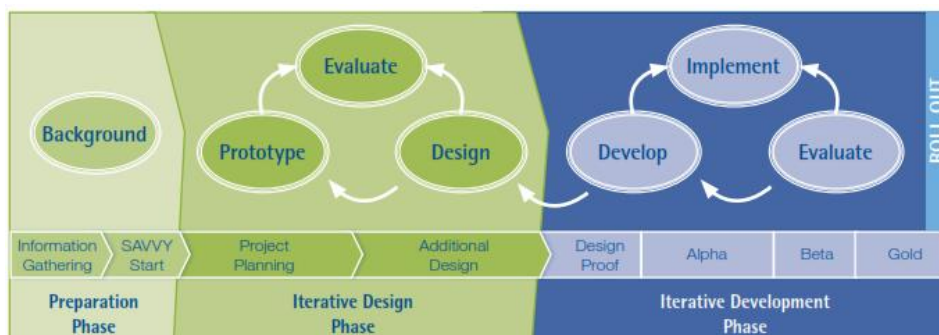 Evaluate
Implement
Background
Prototype
Design
Develop
Evaluate
ROLL OUT
Information
Gathering
SAVVY
Start
Project
Planning
Additional
Design
Design
Proof
Alpha
Beta
Gold
Preparation
Phase
Iterative Design
Phase
Iterative Development
Phase